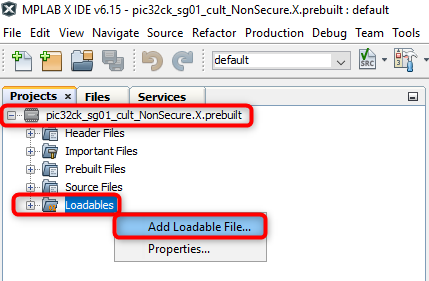 MPLAB X IDE v6.15 - pic32ck_sg01_cult_NonSecure.X.prebuilt : default
File Edit View Navigate Source Refactor Production Debug Team Tools
default
SRC
Projects × Files Services
pic32ck_sg01_cult_NonSecure.X.prebuilt
Header Files
Important Files
Prebuilt Files
Source Files
Loadables
Add Loadable File...
Properties...